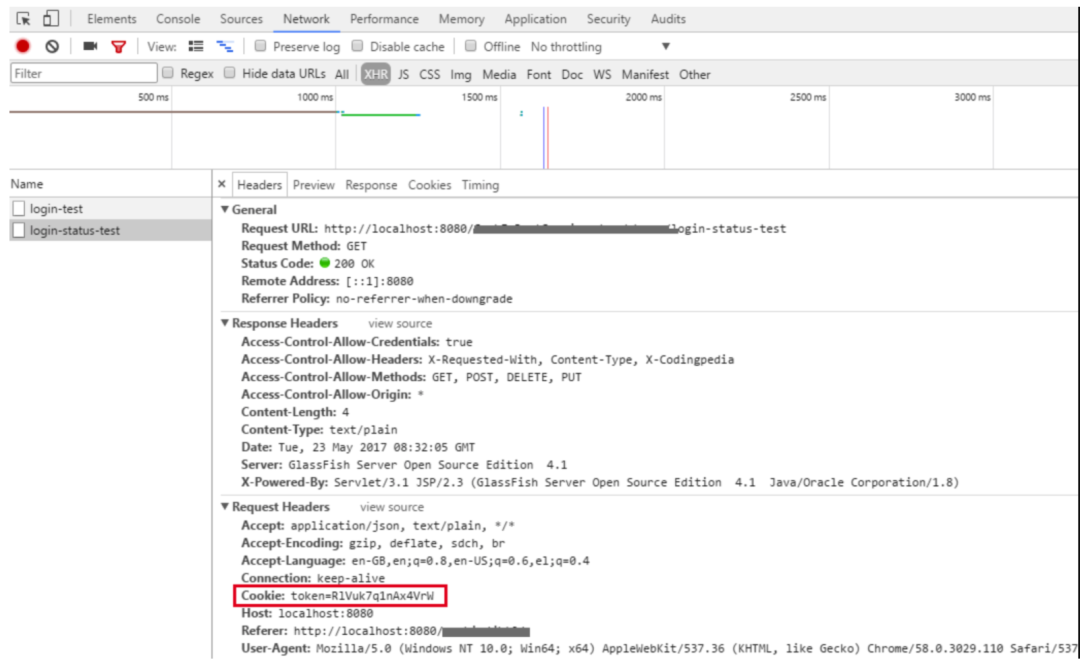 Elements Console Sources Network Performance Memory Application Security Audits
View: Preserve log Disable cache Offline No throttling
Filter Regex Hide data URLs All XHR JS CSS Img Media Font Doc WS Manifest Other
500 ms 1000 ms 1500 ms 2000 ms 2500 ms 3000 ms
Name × Headers Preview Response Cookies Timing
login-test
login-status-test
General
Request URL: http://localhost:8080/ login-status-test
Request Method: GET
Status Code: 200 OK
Remote Address: [::1]:8080
Referrer Policy: no-referrer-when-downgrade
Response Headers view source
Access-Control-Allow-Credentials: true
Access-Control-Allow-Headers: X-Requested-With, Content-Type, X-Codingpedia
Access-Control-Allow-Methods: GET, POST, DELETE, PUT
Access-Control-Allow-Origin: *
Content-Length: 4
Content-Type: text/plain
Date: Tue, 23 May 2017 08:32:05 GMT
Server: GlassFish Server Open Source Edition 4.1
X-Powered-By: Servlet/3.1 JSP/2.3 (GlassFish Server Open Source Edition 4.1 Java/Oracle Corporation/1.8)
Request Headers view source
Accept: application/json, text/plain, */*
Accept-Encoding: gzip, deflate, sdch, br
Accept-Language: en-GB,en;q=0.8,en-US;q=0.6,el;q=0.4
Connection: keep-alive
Cookie: token=RlVuk7q1nAx4VrW
Host: localhost:8080
Referer: http://localhost:8080/
User-Agent: Mozilla/5.0 (Windows NT 10.0; Win64; x64) AppleWebKit/537.36 (KHTML, like Gecko) Chrome/58.0.3029.110 Safari/537